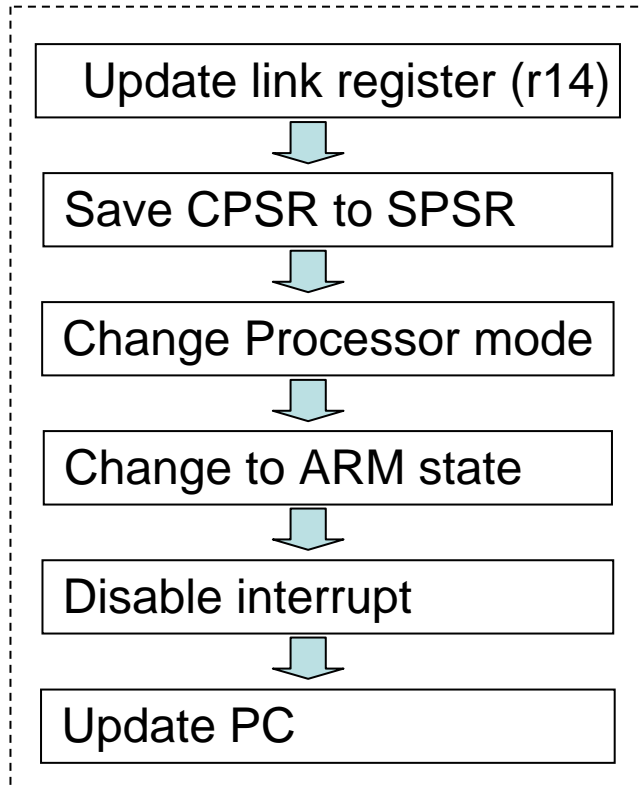 Update link register (r14)
Save CPSR to SPSR
Change Processor mode
Change to ARM state
Disable interrupt
Update PC